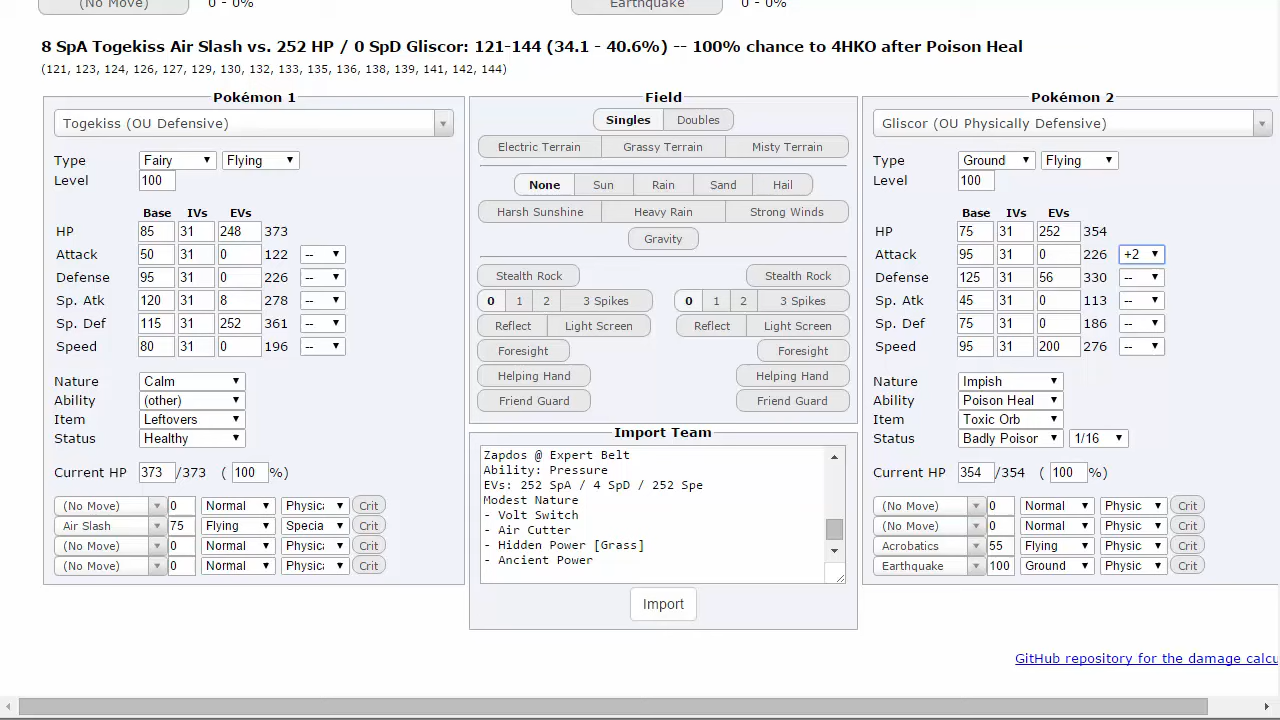 (No Move) 0 - 0% Earthquake 0 - 0%
8 SpA Togekiss Air Slash vs. 252 HP / 0 SpD Gliscor: 121-144 (34.1 - 40.6%) -- 100% chance to 4HKO after Poison Heal
(121, 123, 124, 126, 127, 129, 130, 132, 133, 135, 136, 138, 139, 141, 142, 144)
Pokémon 1
Togekiss (OU Defensive)
Type Fairy Flying
Level 100
Base IVs EVs
HP 85 31 248 373
Attack 50 31 0 122 --
Defense 95 31 0 226 --
Sp. Atk 120 31 8 278 --
Sp. Def 115 31 252 361 --
Speed 80 31 0 196 --
Nature Calm
Ability (other)
Item Leftovers
Status Healthy
Current HP 373 /373 ( 100 %)
(No Move) 0 Normal Physica Crit
Air Slash 75 Flying Specia Crit
(No Move) 0 Normal Physica Crit
(No Move) 0 Normal Physica Crit
Field
Singles Doubles
Electric Terrain Grassy Terrain Misty Terrain
None Sun Rain Sand Hail
Harsh Sunshine Heavy Rain Strong Winds
Gravity
Stealth Rock Stealth Rock
0 1 2 3 Spikes 0 1 2 3 Spikes
Reflect Light Screen Reflect Light Screen
Foresight Foresight
Helping Hand Helping Hand
Friend Guard Friend Guard
Import Team
Zapdos @ Expert Belt
Ability: Pressure
EVs: 252 SpA / 4 SpD / 252 Spe
Modest Nature
- Volt Switch
- Air Cutter
- Hidden Power [Grass]
- Ancient Power
Import
Pokémon 2
Gliscor (OU Physically Defensive)
Type Ground Flying
Level 100
Base IVs EVs
HP 75 31 252 354
Attack 95 31 0 226 +2
Defense 125 31 56 330 --
Sp. Atk 45 31 0 113 --
Sp. Def 75 31 0 186 --
Speed 95 31 200 276 --
Nature Impish
Ability Poison Heal
Item Toxic Orb
Status Badly Poisor 1/16
Current HP 354 /354 ( 100 %)
(No Move) 0 Normal Physic Crit
(No Move) 0 Normal Physic Crit
Acrobatics 55 Flying Physic Crit
Earthquake 100 Ground Physic Crit
GitHub repository for the damage calcu